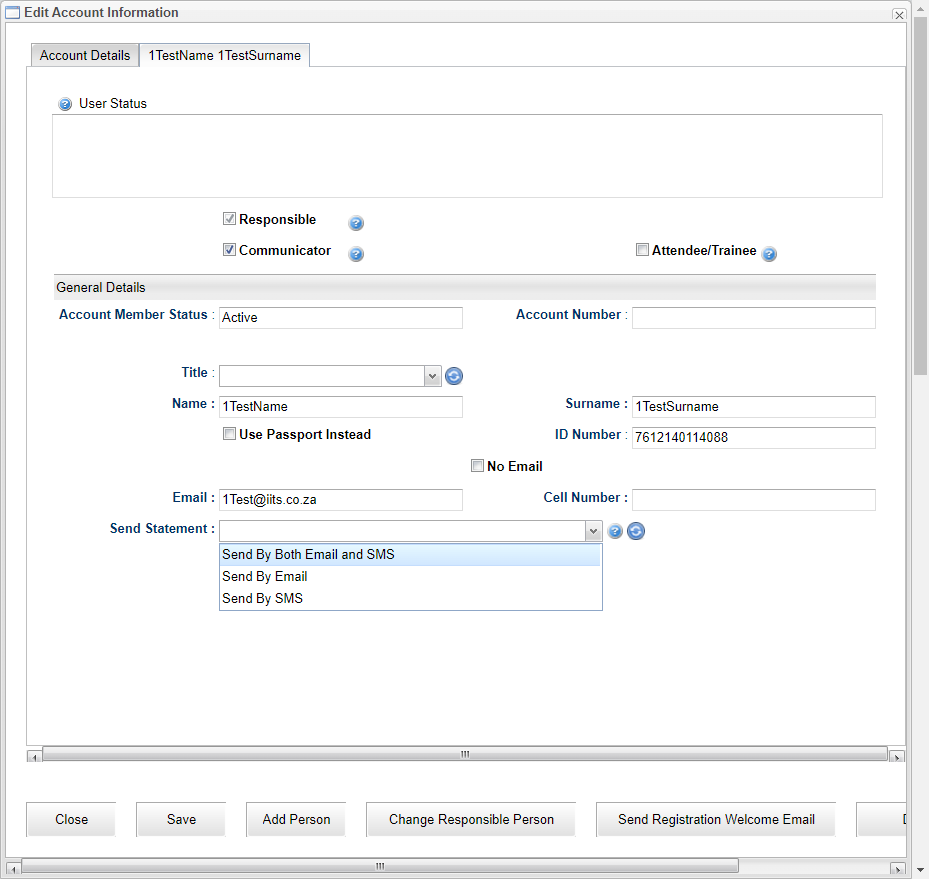 Edit Account Information
Account Details
1TestName 1TestSurname
User Status
Responsible
Communicator
Attendee/Trainee
General Details
Account Member Status : Active
Account Number :
Title :
Name : 1TestName
Surname : 1TestSurname
Use Passport Instead
ID Number : 7612140114088
No Email
Email : 1Test@iits.co.za
Cell Number :
Send Statement :
Send By Both Email and SMS
Send By Email
Send By SMS
Close
Save
Add Person
Change Responsible Person
Send Registration Welcome Email